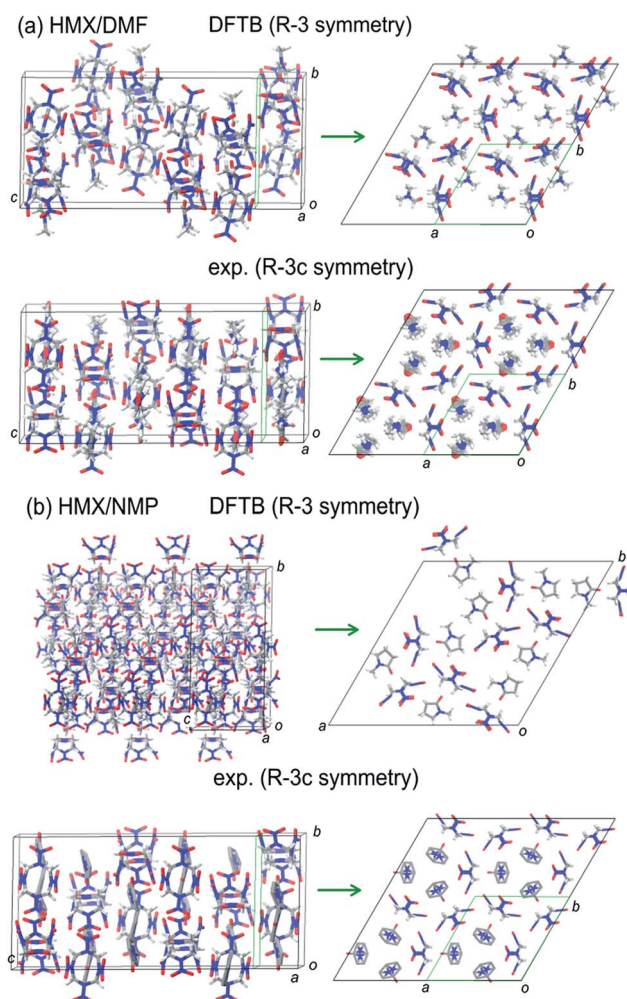 (a) HMX/DMF DFTB (R-3 symmetry)
b
c
o
a
b
a
o
exp. (R-3c symmetry)
b
c
o
a
b
a
o
(b) HMX/NMP DFTB (R-3 symmetry)
b
c
o
a
b
a
o
exp. (R-3c symmetry)
b
c
o
a
b
a
o